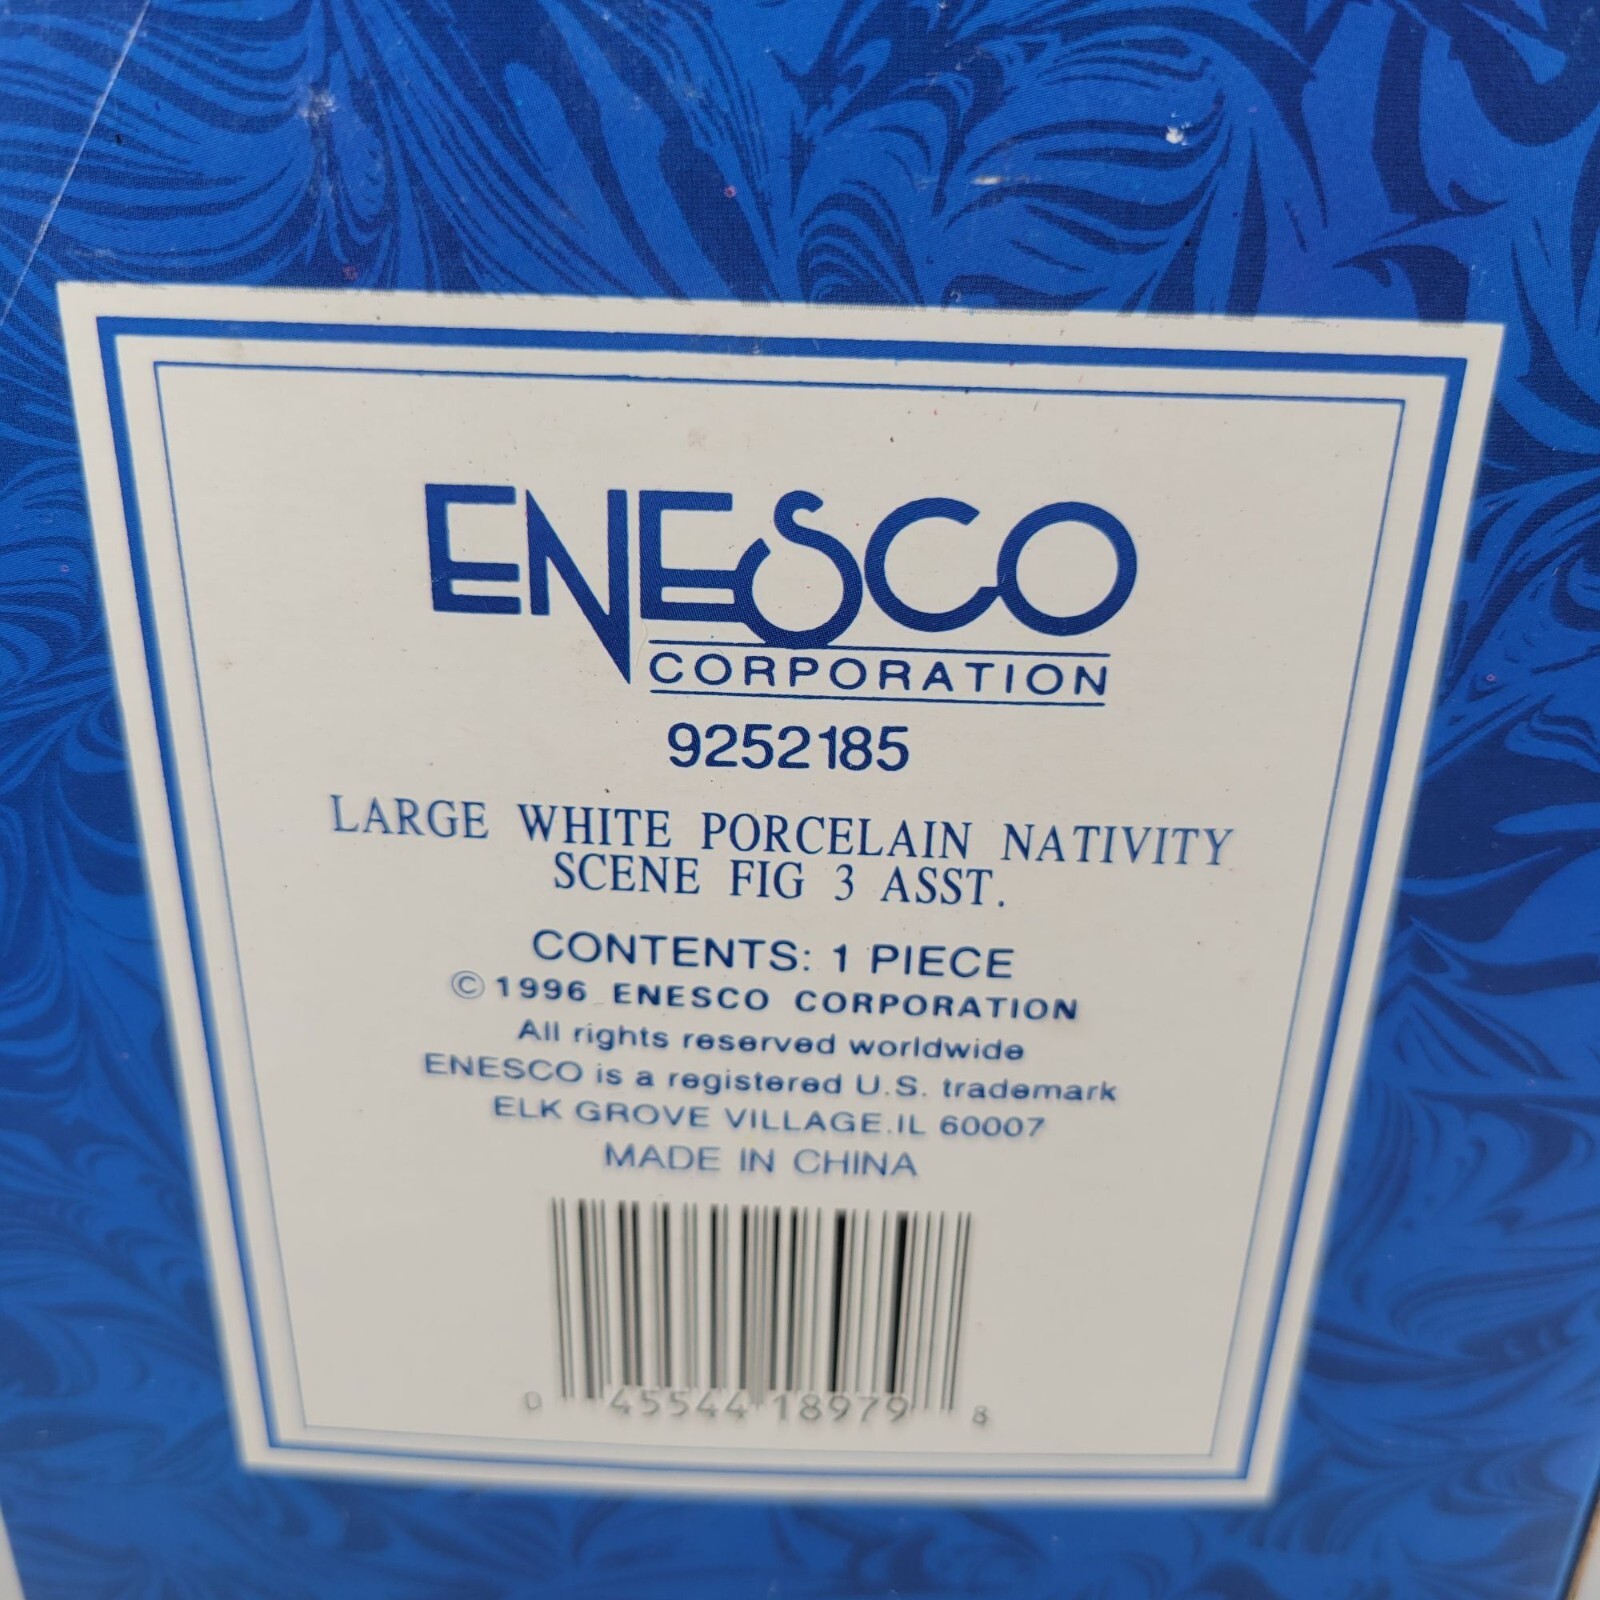 ENESCO
CORPORATION
9252185
LARGE WHITE PORCELAIN NATIVITY
SCENE FIG 3 ASST.
CONTENTS: 1 PIECE
© 1996 ENESCO CORPORATION
All rights reserved worldwide
ENESCO is a registered U.S. trademark
ELK GROVE VILLAGE.IL 60007
MADE IN CHINA
0 45544 18979 8